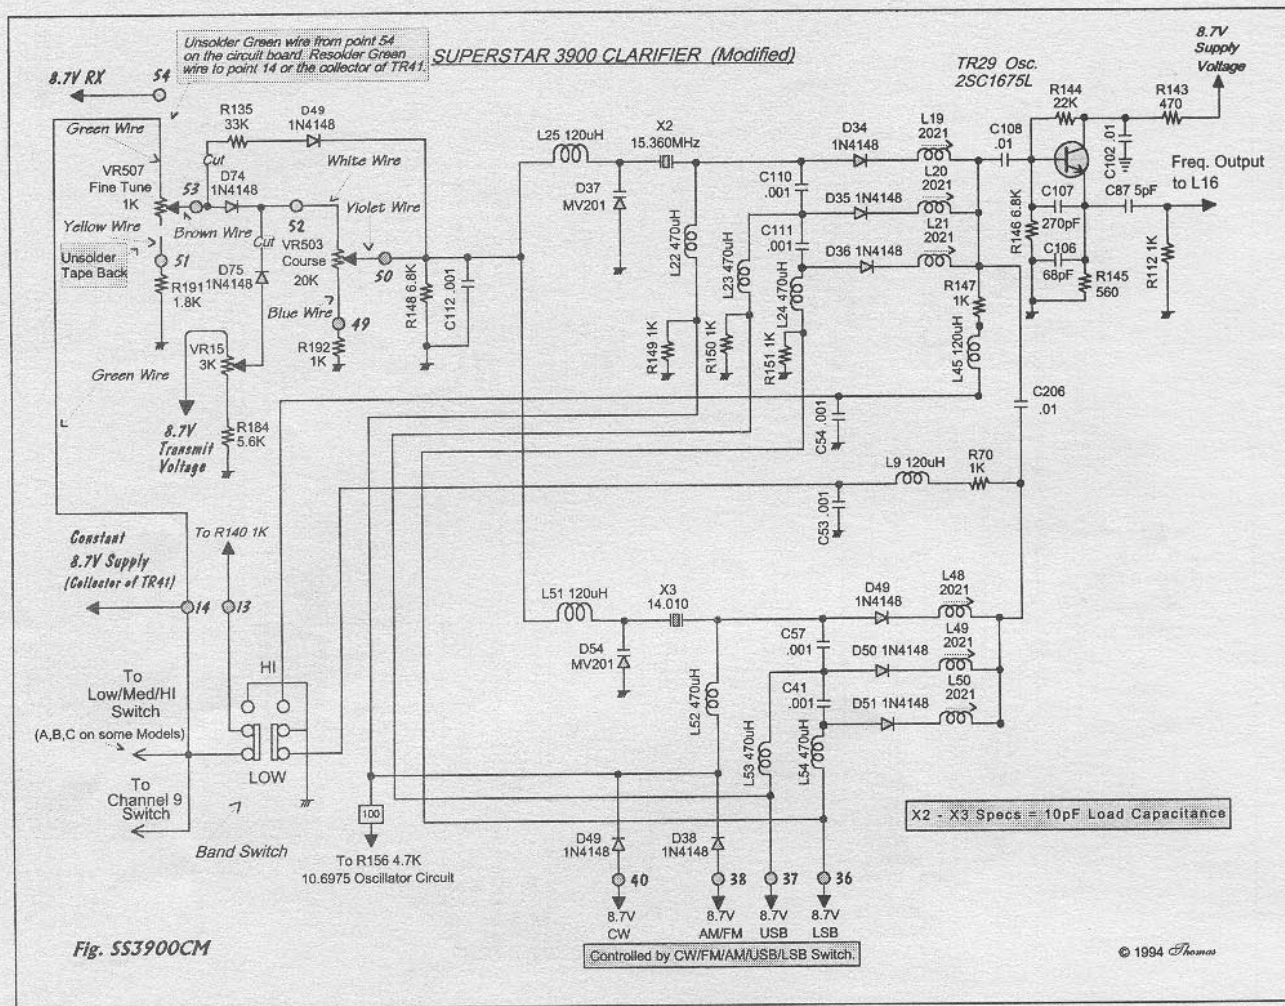 Unsolder Green wire from point 54
on the circuit board. Resolder Green
wire to point 14 or the collector of TR41.
SUPERSTAR 3900 CLARIFIER (Modified)
8.7V RX
54
Green Wire
VR507
Fine Tune
1K
Yellow Wire
Unsolder
Tape Back
51
R191
1.8K
R135
33K
D49
1N4148
Cut
53
D74
1N4148
Brown Wire
52
White Wire
Violet Wire
Cut
D75
1N4148
VR503
Course
20K
50
Blue Wire
49
R192
1K
R148 6.8K
C112 .001
VR15
3K
Green Wire
8.7V
Transmit
Voltage
R184
5.6K
L25 120uH
X2
15.360MHz
D37
MV201
L22 470uH
L23 470uH
L24 470uH
R149 1K
R150 1K
R151 1K
C110
.001
C111
.001
D34
1N4148
D35 1N4148
D36 1N4148
L19
2021
L20
2021
L21
2021
TR29 Osc.
2SC1675L
C108
.01
R144
22K
C102 .01
R143
470
8.7V
Supply
Voltage
Freq. Output
to L16
C107
270pF
C106
68pF
C87 5pF
R146 6.8K
R145
560
R112 1K
R147
1K
L45 120uH
C206
.01
C54 .001
L9 120uH
R70
1K
C53 .001
Constant
8.7V Supply
(Collector of TR41)
To R140 1K
14
13
To
Low/Med/HI
Switch
(A,B,C on some Models)
HI
LOW
To
Channel 9
Switch
Band Switch
L51 120uH
X3
14.010
D54
MV201
L52 470uH
L53 470uH
L54 470uH
C57
.001
C41
.001
D49
1N4148
D50 1N4148
D51 1N4148
L48
2021
L49
2021
L50
2021
100
To R156 4.7K
10.6975 Oscillator Circuit
D49
1N4148
D38
1N4148
40
38
37
36
8.7V
CW
8.7V
AM/FM
8.7V
USB
8.7V
LSB
Controlled by CW/FM/AM/USB/LSB Switch.
X2 - X3 Specs = 10pF Load Capacitance
Fig. SS3900CM
© 1994 Thomas